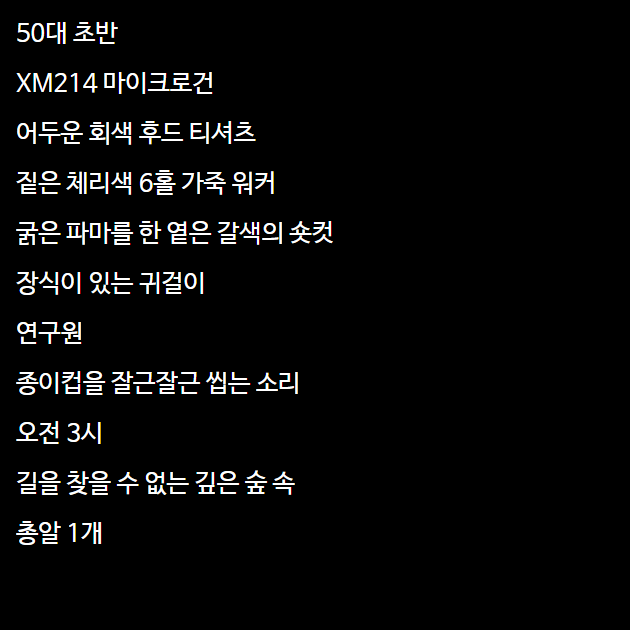 50대 초반
XM214 마이크로건
어두운 회색 후드 티셔츠
짙은 체리색 6홀 가죽 워커
굵은 파마를 한 옅은 갈색의 숏컷
장식이 있는 귀걸이
연구원
종이컵을 잘근잘근 씹는 소리
오전 3시
길을 찾을 수 없는 깊은 숲 속
총알 1개